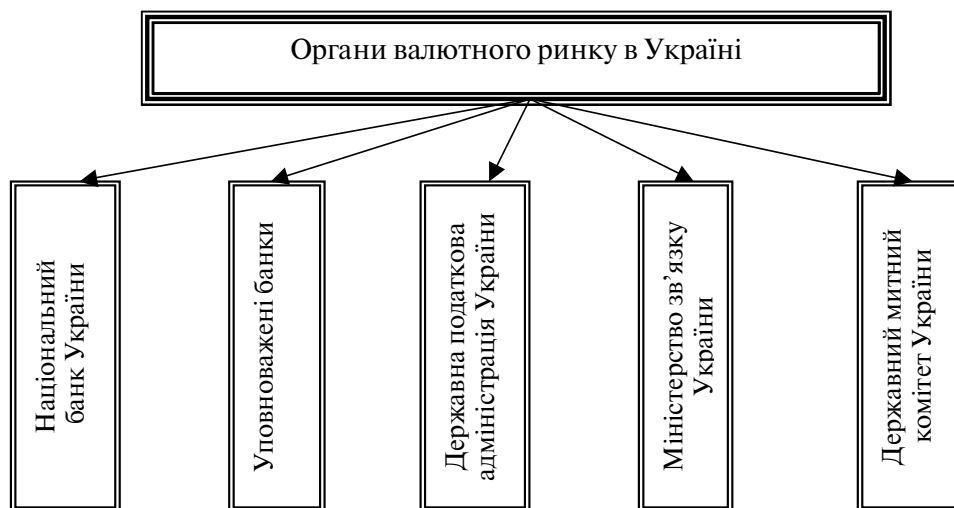 Органи валютного ринку в Україні
Національний
банк України
Уповноважені банки
Державна податкова
адміністрація України
Міністерство зв’язку
України
Державний митний
комітет України